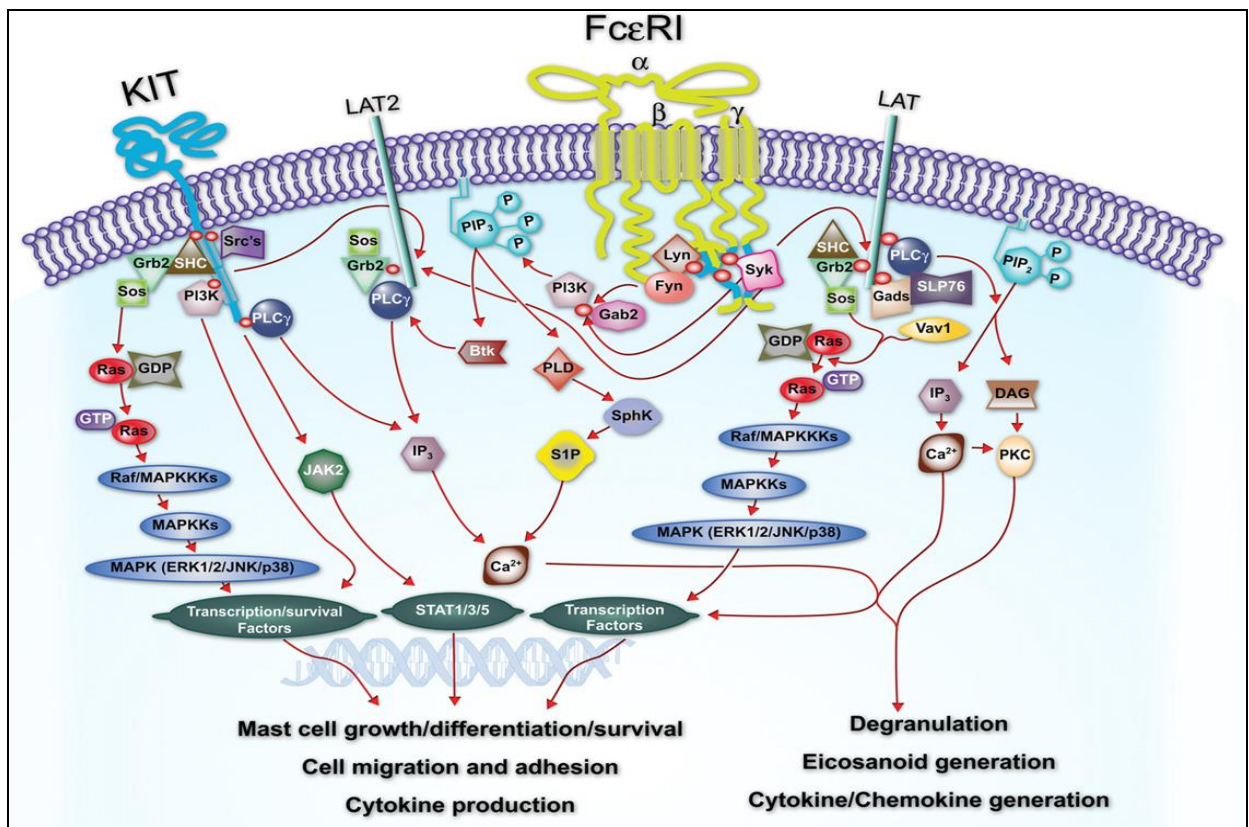 FcεRI
KIT
LAT2
α
β
γ
LAT
Sos
Grb2
PLCγ
PIP3
P
P
P
Src's
Grb2
SHC
Sos
PI3K
PLCγ
Lyn
Fyn
Syk
PI3K
Gab2
SHC
Grb2
Sos
PLCγ
Gads
SLP76
Vav1
PIP2
P
P
Btk
PLD
SphK
S1P
Ras
GDP
GTP
Ras
GDP
Ras
Ras
GTP
IP3
DAG
Ca2+
PKC
Raf/MAPKKKs
MAPKKs
MAPK (ERK1/2/JNK/p38)
JAK2
IP3
Ca2+
Raf/MAPKKKs
MAPKKs
MAPK (ERK1/2/JNK/p38)
Transcription/survival
Factors
STAT1/3/5
Transcription
Factors
Mast cell growth/differentiation/survival
Cell migration and adhesion
Cytokine production
Degranulation
Eicosanoid generation
Cytokine/Chemokine generation